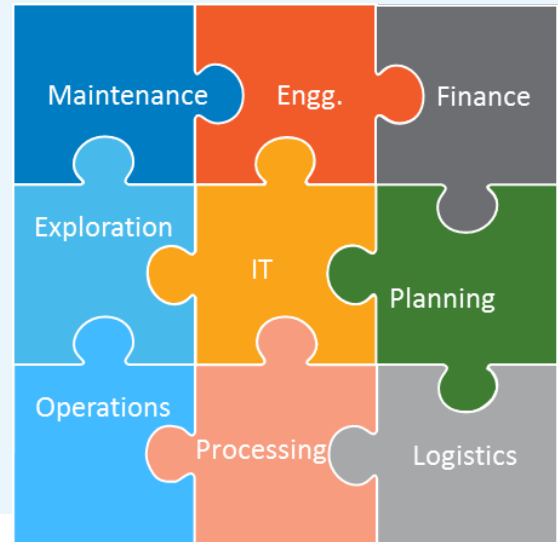 Maintenance
Engg.
Finance
Exploration
IT
Planning
Operations
Processing
Logistics